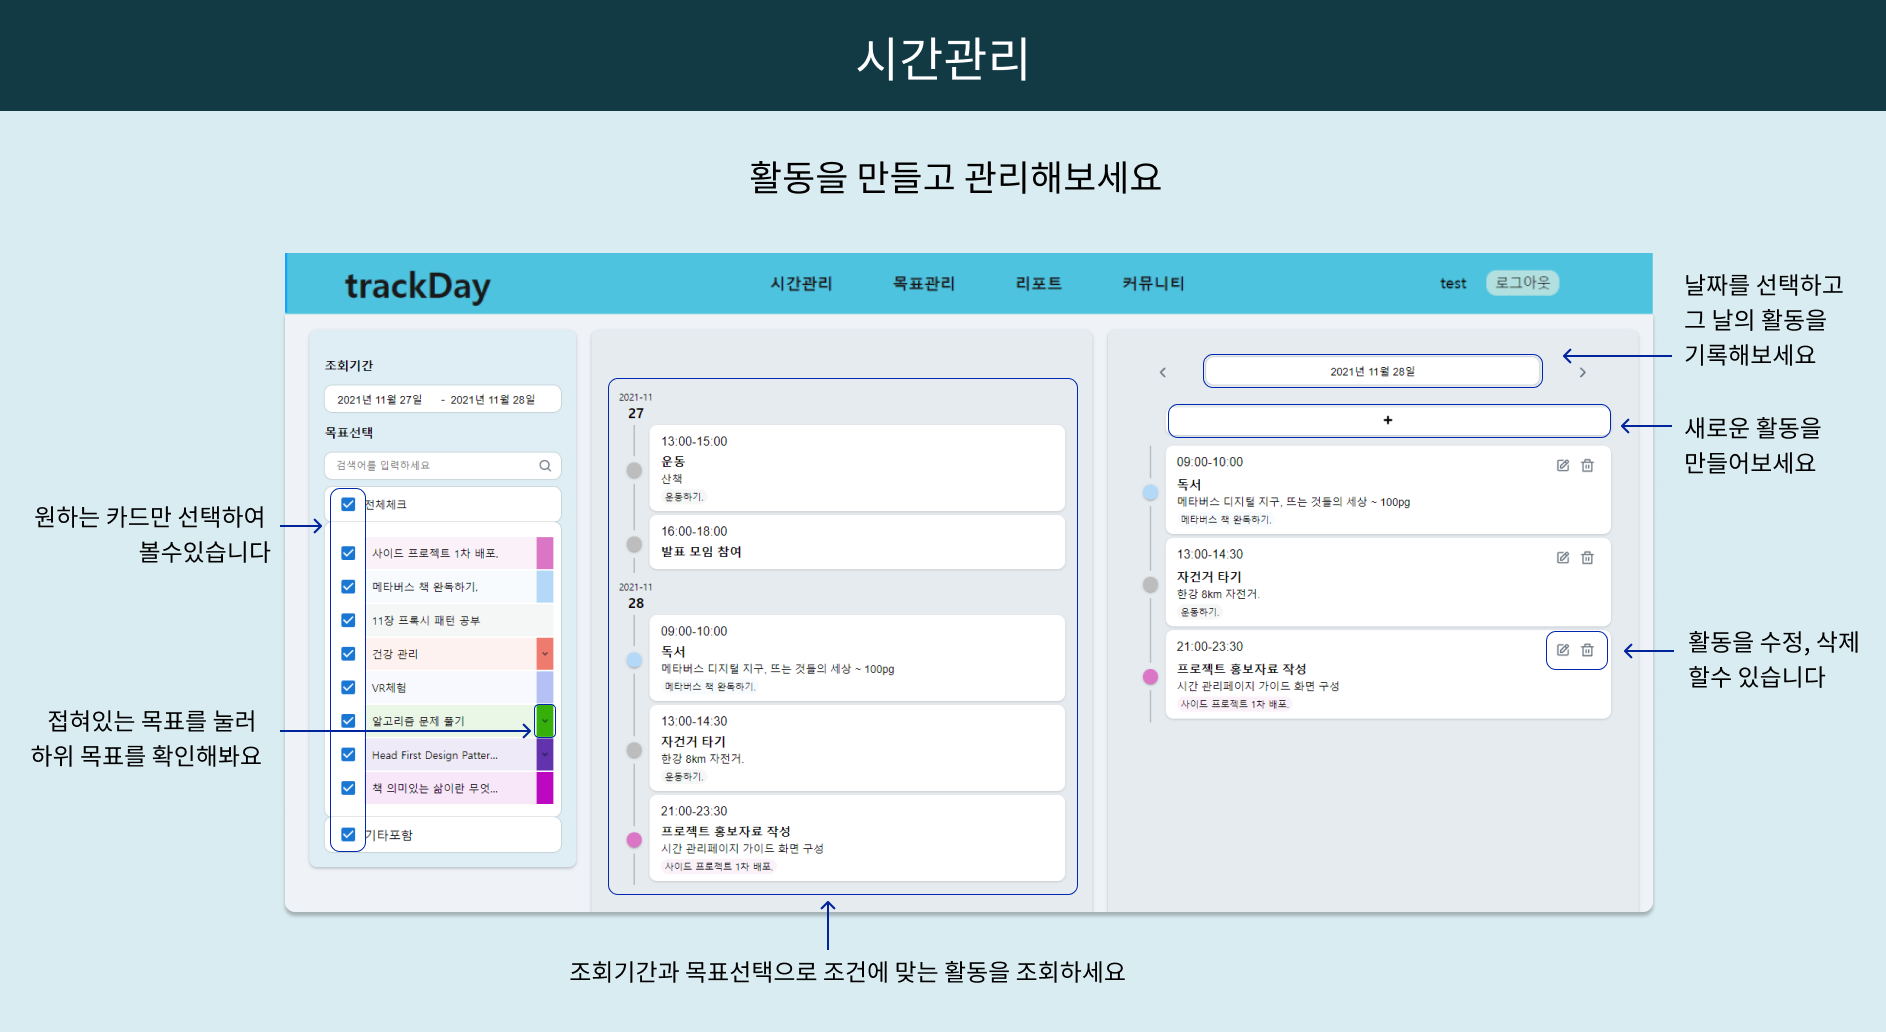 시간관리
활동을 만들고 관리해보세요
trackDay
시간관리 목표관리 리포트 커뮤니티
test 로그아웃
조회기간
2021년 11월 27일 - 2021년 11월 28일
목표선택
검색어를 입력하세요
전체체크
사이드 프로젝트 1차 배포.
메타버스 책 완독하기.
11장 프록시 패턴 공부
건강 관리
VR체험
알고리즘 문제 풀기
Head First Design Patter...
책 의미있는 삶이란 무엇...
기타포함
원하는 카드만 선택하여
볼수있습니다
접혀있는 목표를 눌러
하위 목표를 확인해봐요
2021-11
27
13:00-15:00
운동
산책
운동하기.
16:00-18:00
발표 모임 참여
2021-11
28
09:00-10:00
독서
메타버스 디지털 지구, 뜨는 것들의 세상 ~ 100pg
메타버스 책 완독하기.
13:00-14:30
자건거 타기
한강 8km 자전거.
운동하기.
21:00-23:30
프로젝트 홍보자료 작성
시간 관리페이지 가이드 화면 구성
사이드 프로젝트 1차 배포.
조회기간과 목표선택으로 조건에 맞는 활동을 조회하세요
2021년 11월 28일
+
09:00-10:00
독서
메타버스 디지털 지구, 뜨는 것들의 세상 ~ 100pg
메타버스 책 완독하기.
13:00-14:30
자건거 타기
한강 8km 자전거.
운동하기.
21:00-23:30
프로젝트 홍보자료 작성
시간 관리페이지 가이드 화면 구성
사이드 프로젝트 1차 배포.
날짜를 선택하고
그 날의 활동을
기록해보세요
새로운 활동을
만들어보세요
활동을 수정, 삭제
할수 있습니다